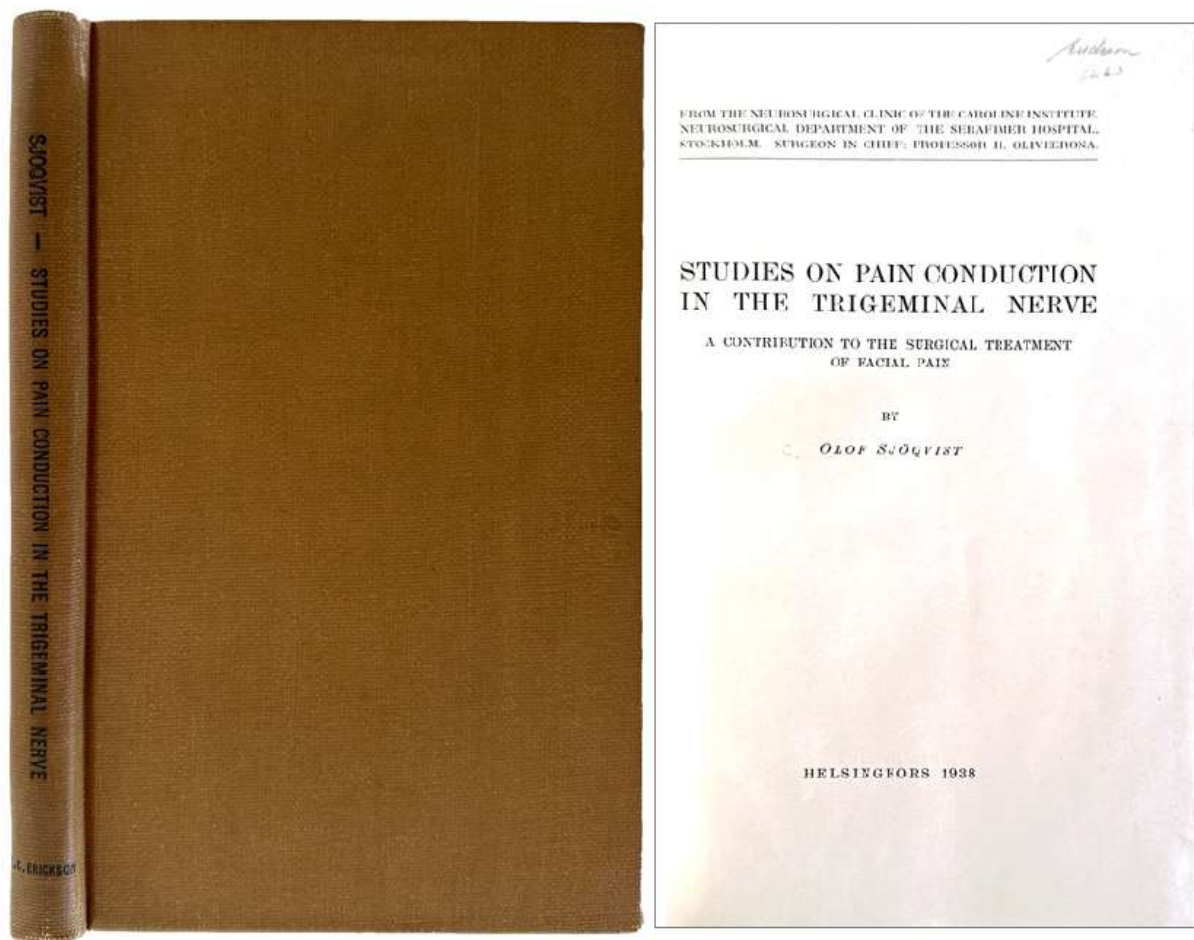 SJOQVIST — STUDIES ON PAIN CONDUCTION IN THE TRIGEMINAL NERVE
.C. ERICKSON
FROM THE NEUROSURGICAL CLINIC OF THE CAROLINE INSTITUTE.
NEUROSURGICAL DEPARTMENT OF THE SERAFIMER HOSPITAL,
STOCKHOLM. SURGEON IN CHIEF: PROFESSOR H. OLIVECRONA.
STUDIES ON PAIN CONDUCTION
IN THE TRIGEMINAL NERVE
A CONTRIBUTION TO THE SURGICAL TREATMENT
OF FACIAL PAIN
BY
OLOF SJÖQVIST
HELSINGFORS 1938